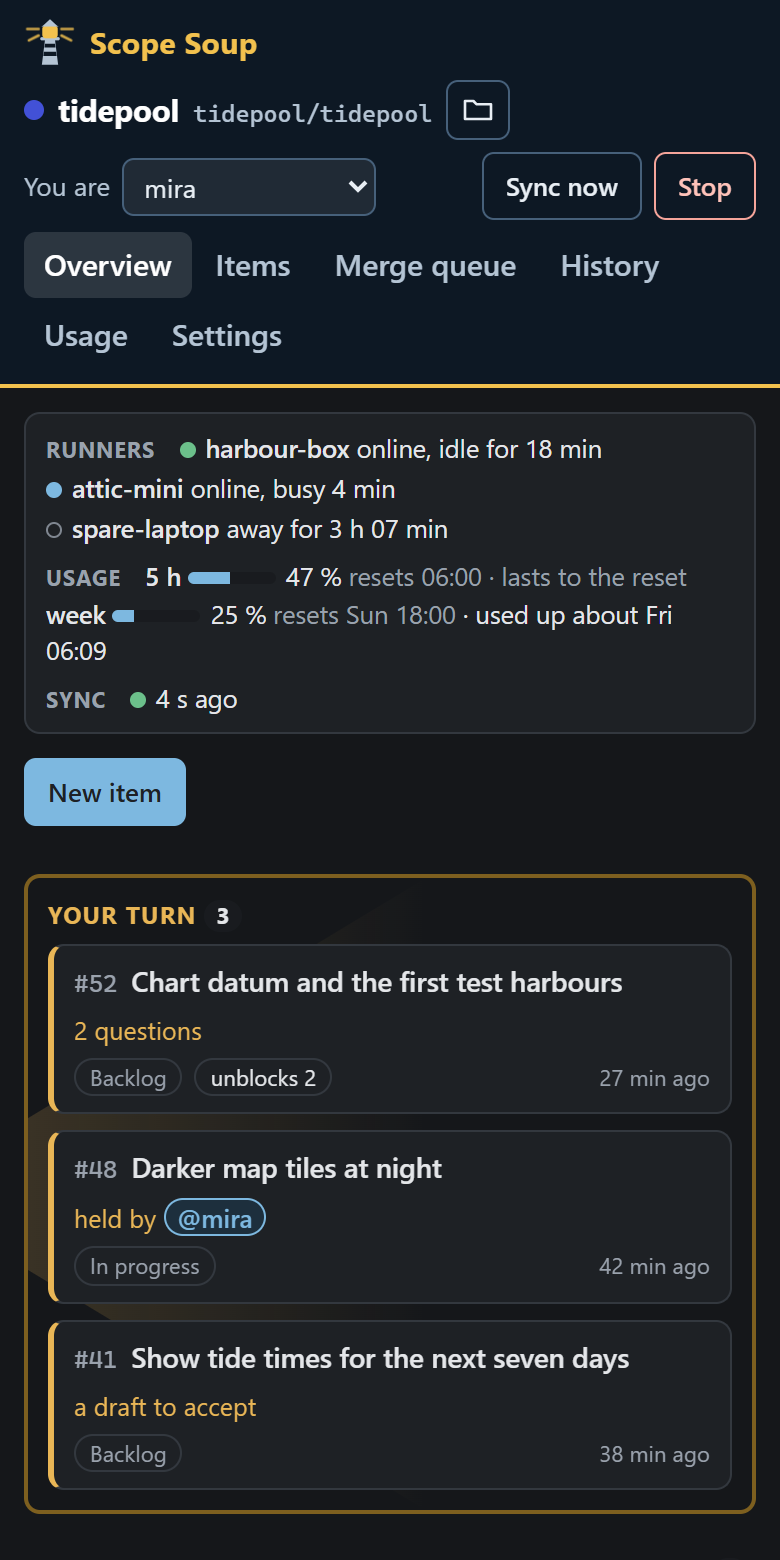 Scope Soup
tidepool tidepool/tidepool
You are mira Sync now Stop
Overview Items Merge queue History
Usage Settings
RUNNERS harbour-box online, idle for 18 min
attic-mini online, busy 4 min
spare-laptop away for 3 h 07 min
USAGE 5 h 47 % resets 06:00 · lasts to the reset
week 25 % resets Sun 18:00 · used up about Fri
06:09
SYNC 4 s ago
New item
YOUR TURN 3
#52 Chart datum and the first test harbours
2 questions
Backlog unblocks 2 27 min ago
#48 Darker map tiles at night
held by @mira
In progress 42 min ago
#41 Show tide times for the next seven days
a draft to accept
Backlog 38 min ago